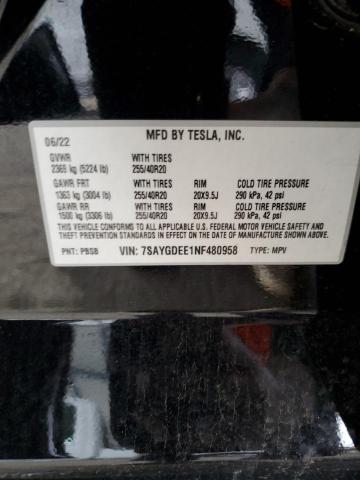 MFD BY TESLA, INC.
06/22
GVWR WITH TIRES
2369 kg (5224 lb) 255/40R20
GAWR FRT WITH TIRES RIM COLD TIRE PRESSURE
1363 kg (3004 lb) 255/40R20 20X9.5J 290 kPa, 42 psi
GAWR RR WITH TIRES RIM COLD TIRE PRESSURE
1500 kg (3306 lb) 255/40R20 20X9.5J 290 kPa, 42 psi
THIS VEHICLE CONFORMS TO ALL APPLICABLE U.S. FEDERAL MOTOR VEHICLE SAFETY AND
THEFT PREVENTION STANDARDS IN EFFECT ON THE DATE OF MANUFACTURE SHOWN ABOVE.
PNT: PBSB VIN: 7SAYGDEE1NF480958 TYPE: MPV